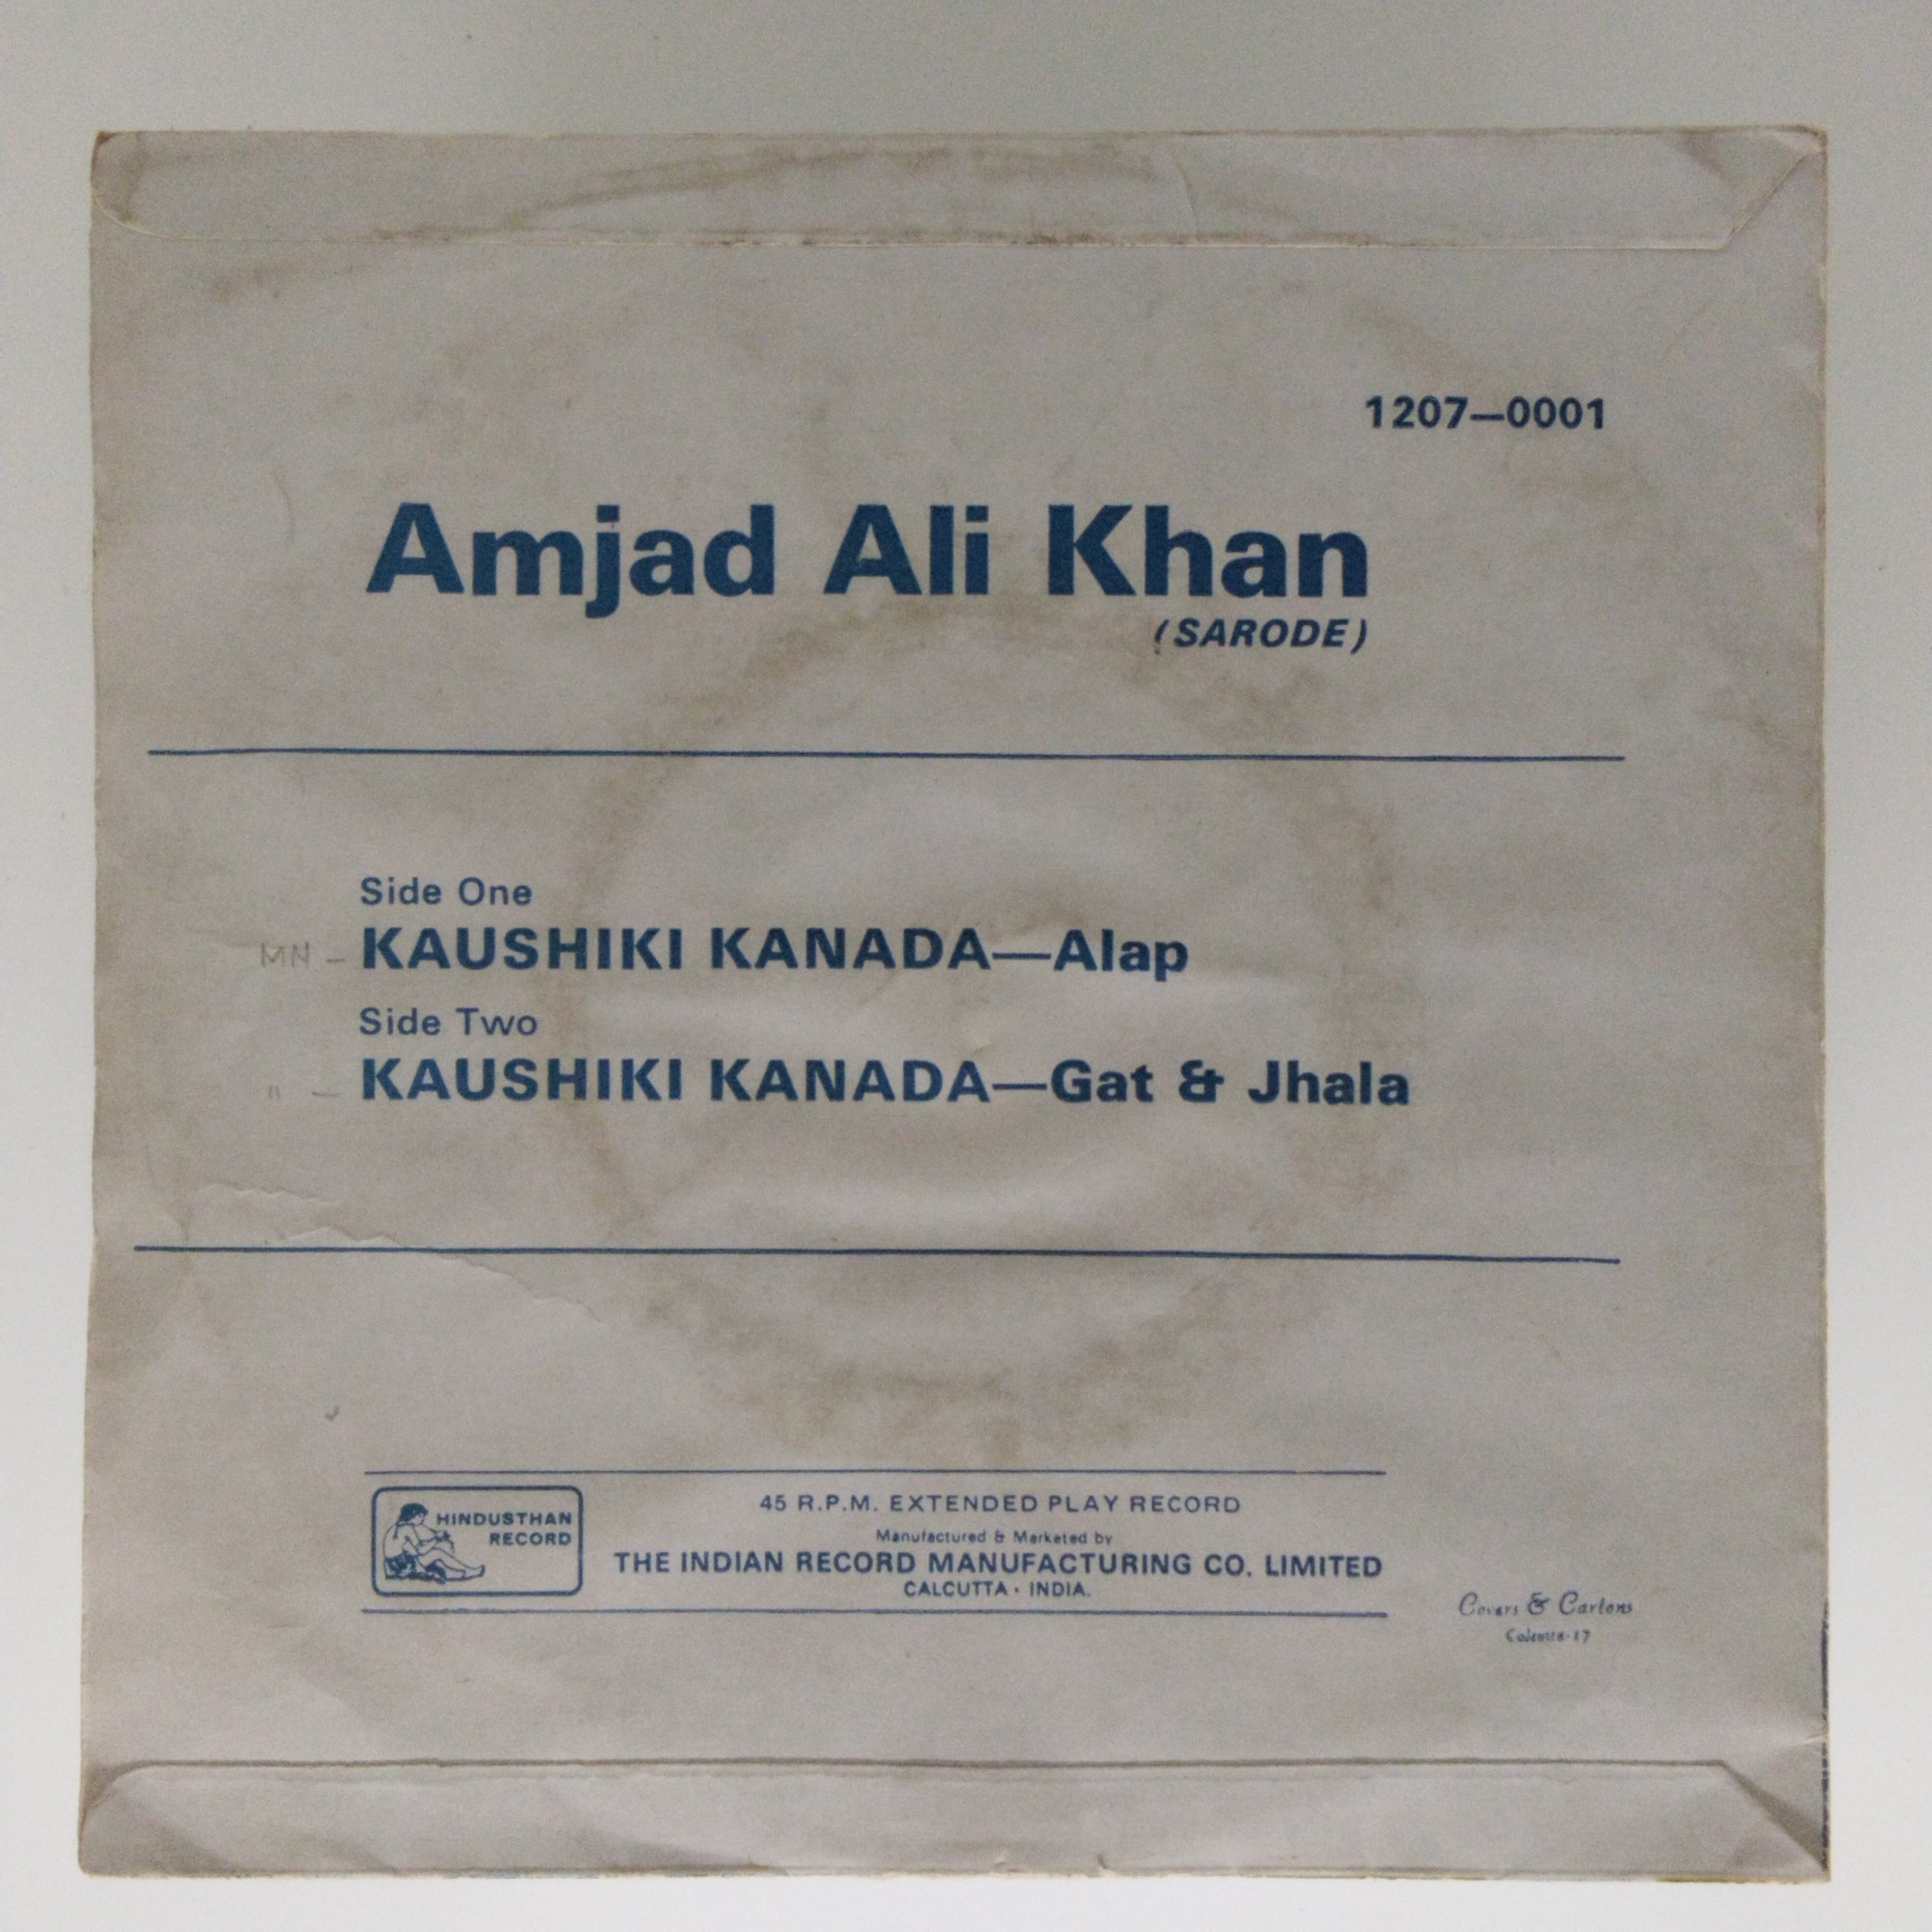 1207—0001
Amjad Ali Khan
(SARODE)
Side One
MN – KAUSHIKI KANADA—Alap
Side Two
" – KAUSHIKI KANADA—Gat & Jhala
HINDUSTHAN
RECORD
45 R.P.M. EXTENDED PLAY RECORD
Manufactured & Marketed by
THE INDIAN RECORD MANUFACTURING CO. LIMITED
CALCUTTA · INDIA.
Covers & Cartons
Calcutta-17